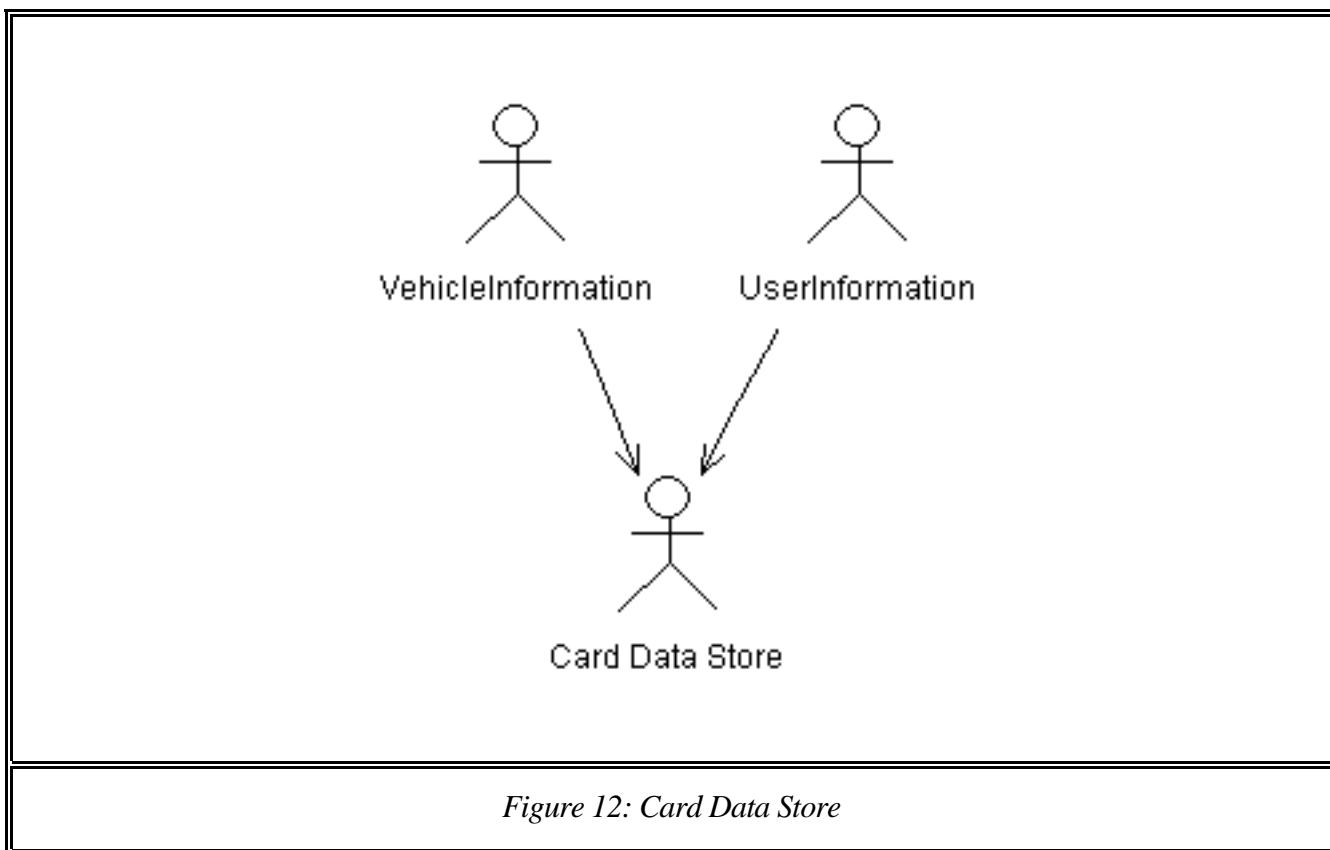 VehicleInformation UserInformation
Card Data Store
Figure 12: Card Data Store